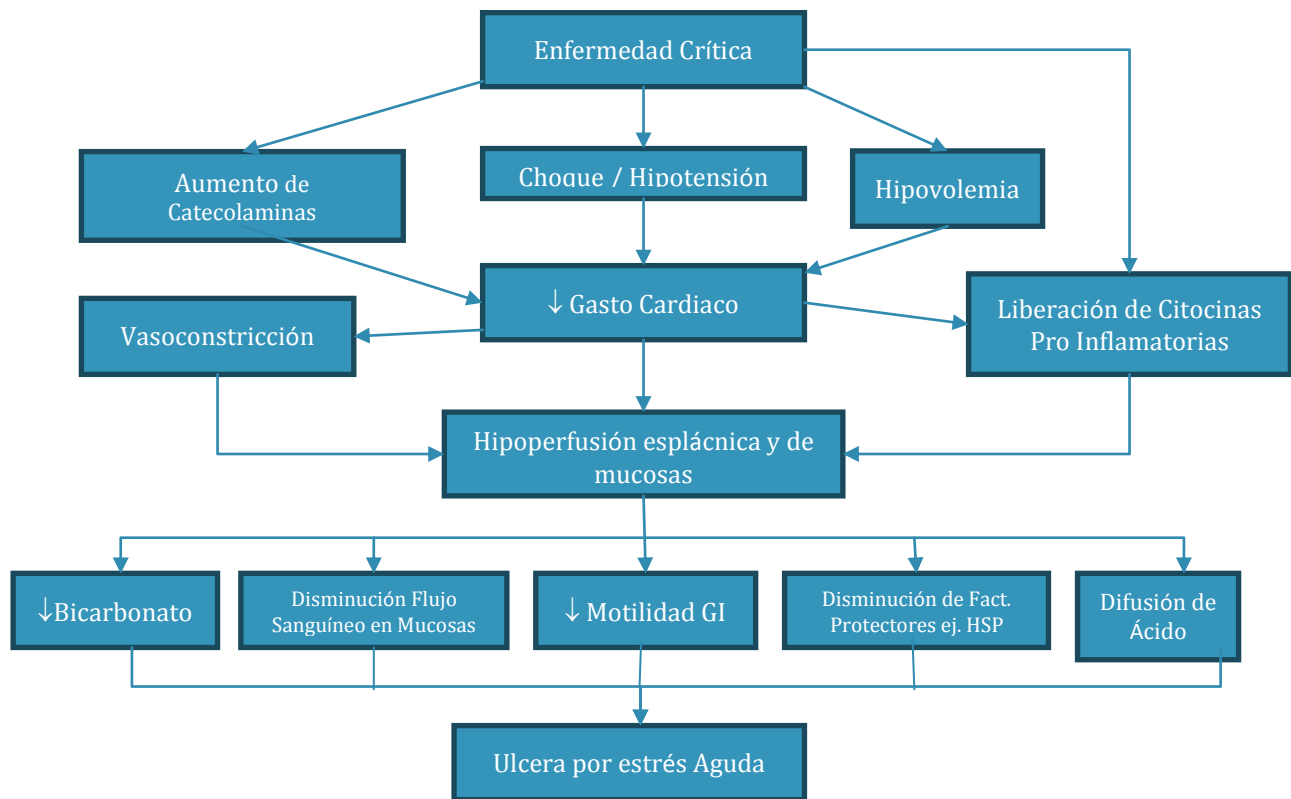 Enfermedad Crítica
Aumento de
Catecolaminas
Choque / Hipotensión
Hipovolemia
↓ Gasto Cardiaco
Vasoconstricción
Liberación de Citocinas
Pro Inflamatorias
Hipoperfusión esplácnica y de
mucosas
↓Bicarbonato
Disminución Flujo
Sanguíneo en Mucosas
↓ Motilidad GI
Disminución de Fact.
Protectores ej. HSP
Difusión de
Ácido
Ulcera por estrés Aguda